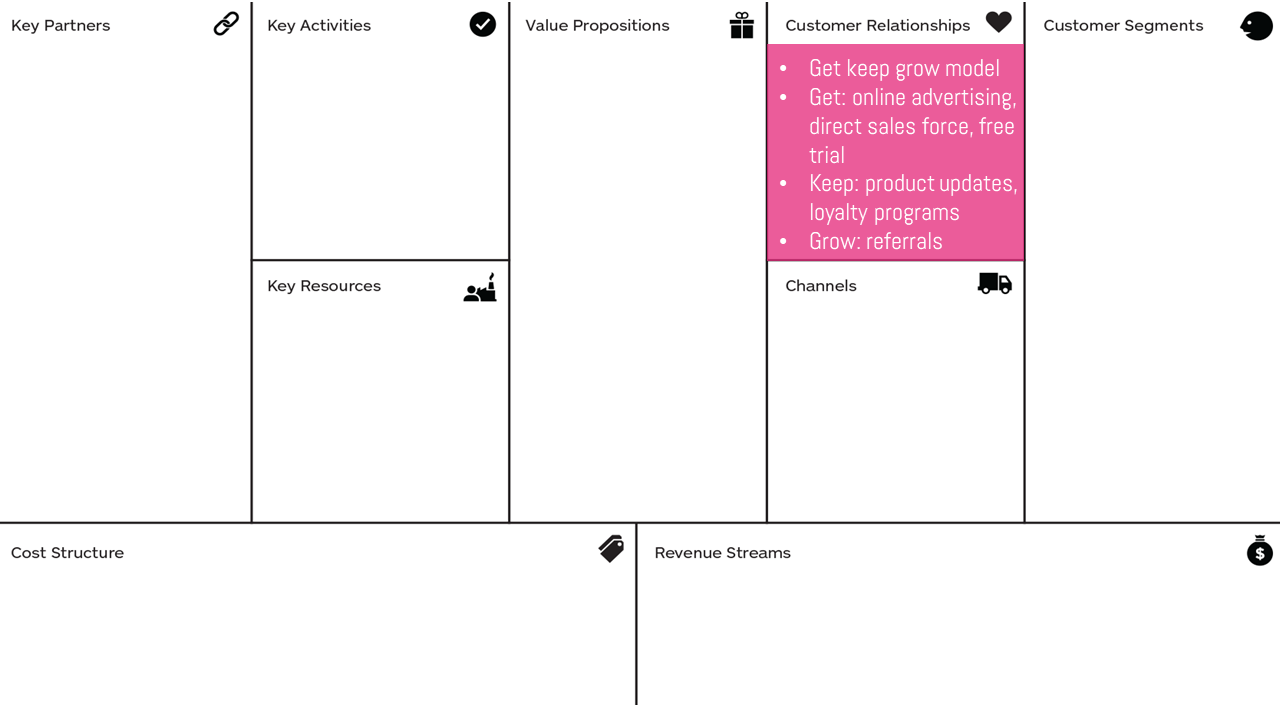 Key Partners
Key Activities
Value Propositions
Customer Relationships
Customer Segments
• Get keep grow model
• Get: online advertising,
direct sales force, free
trial
• Keep: product updates,
loyalty programs
• Grow: referrals
Key Resources
Channels
Cost Structure
Revenue Streams
$